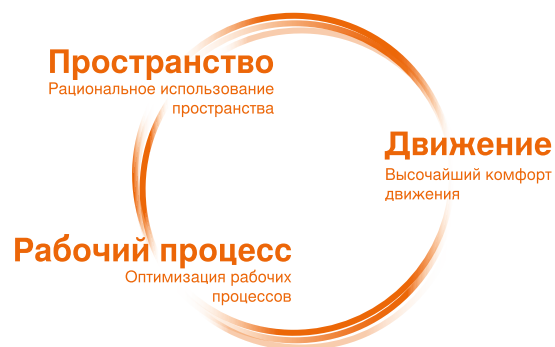 Пространство
Рациональное использование
пространства
Движение
Высочайший комфорт
движения
Рабочий процесс
Оптимизация рабочих
процессов